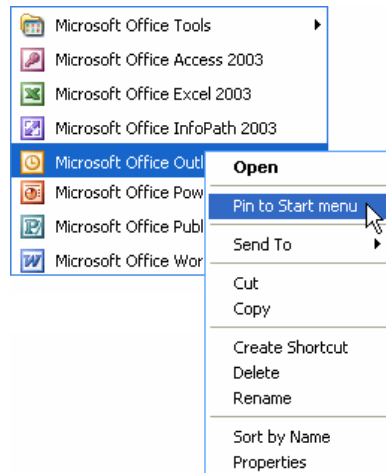 Microsoft Office Tools
Microsoft Office Access 2003
Microsoft Office Excel 2003
Microsoft Office InfoPath 2003
Microsoft Office Outl
Microsoft Office Pow
Microsoft Office Publ
Microsoft Office Wor
Open
Pin to Start menu
Send To
Cut
Copy
Create Shortcut
Delete
Rename
Sort by Name
Properties